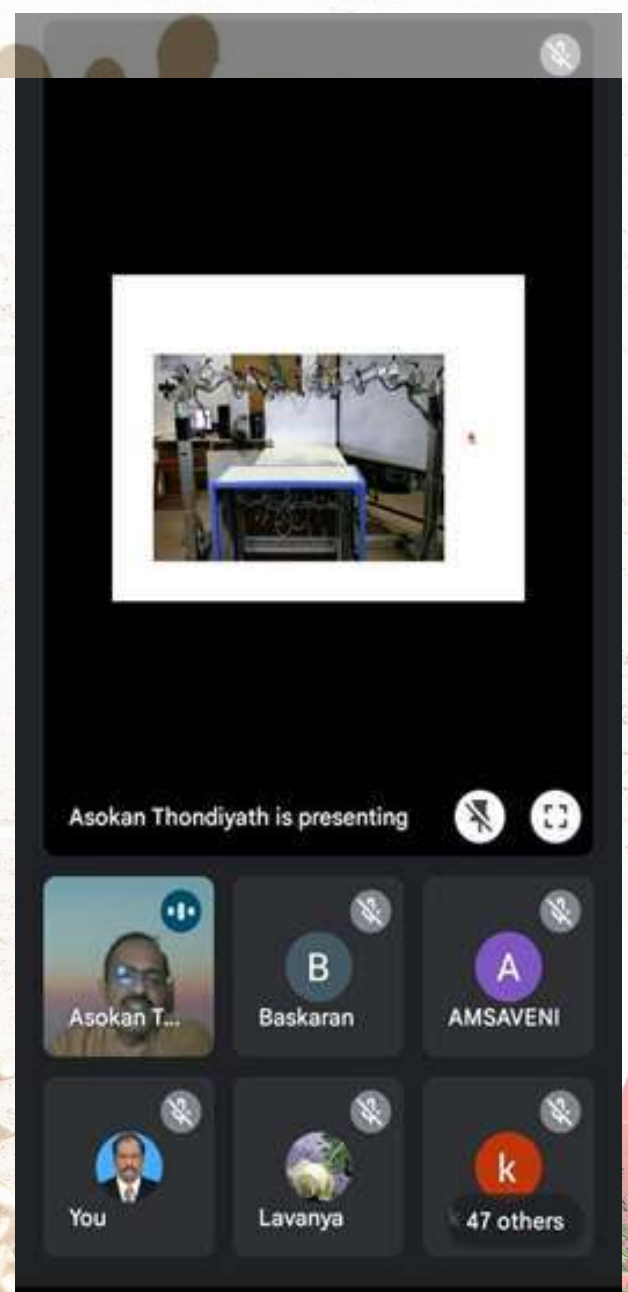 Asokan Thondiyath is presenting
Asokan T...
B
Baskaran
A
AMSAVENI
You
Lavanya
k
47 others